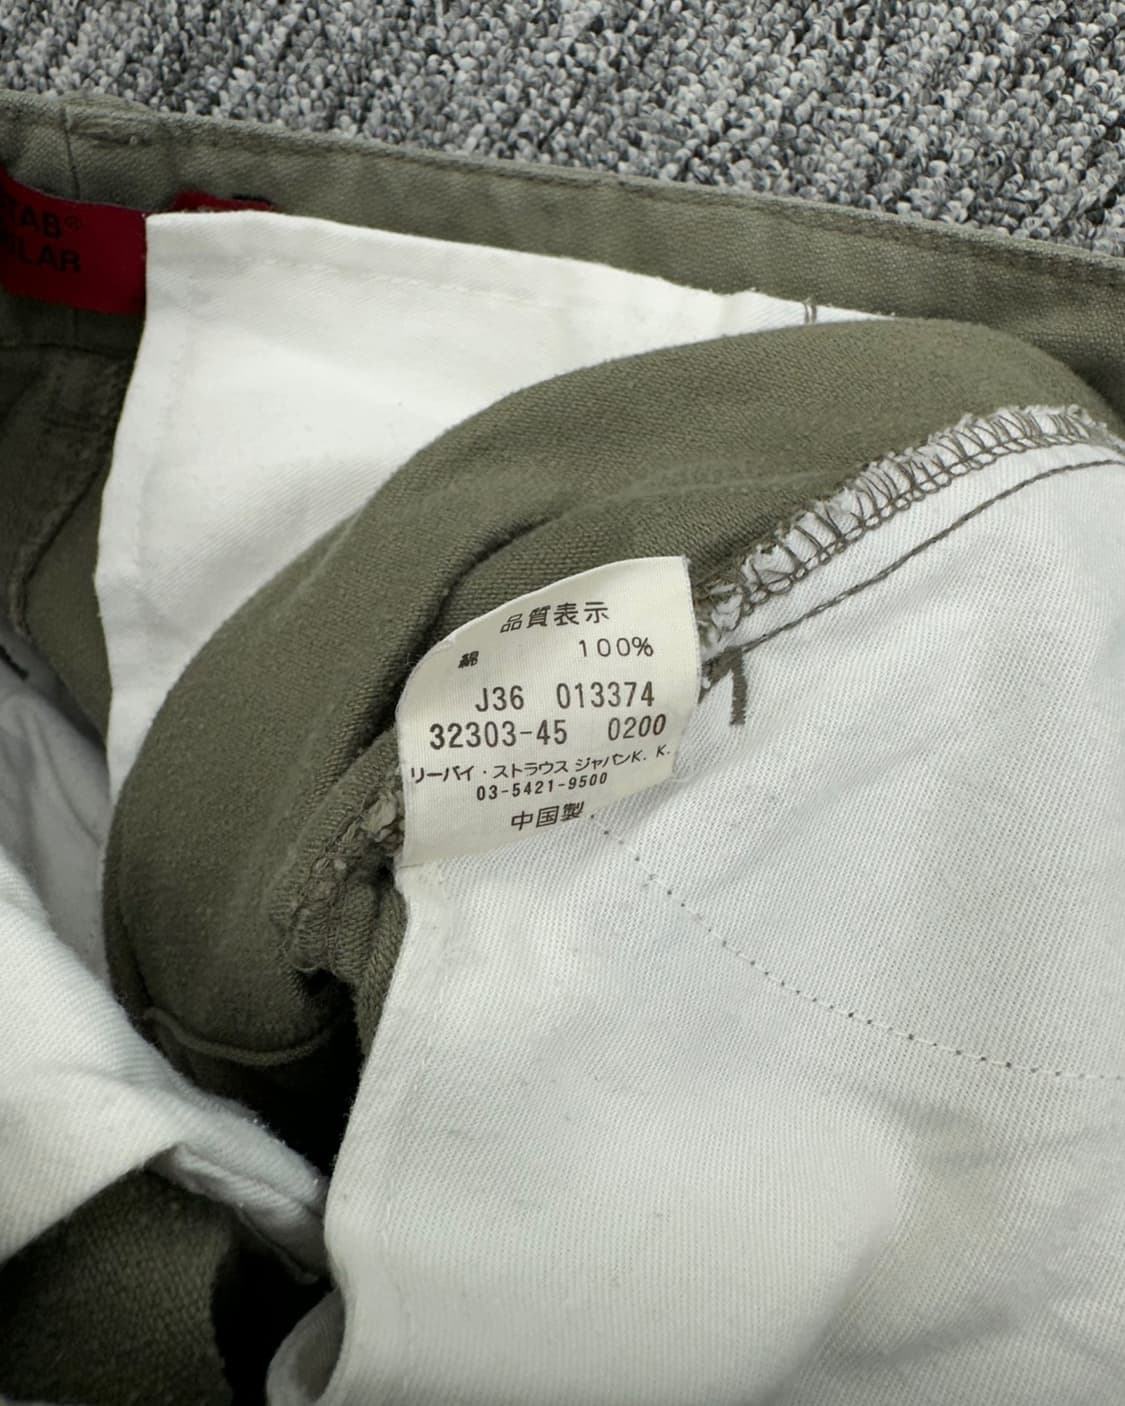 TAB®
品質表示
綿 100%
J36 013374
32303-45 0200
リーバイ・ストラウス ジャパンK. K.
03-5421-9500
中国製